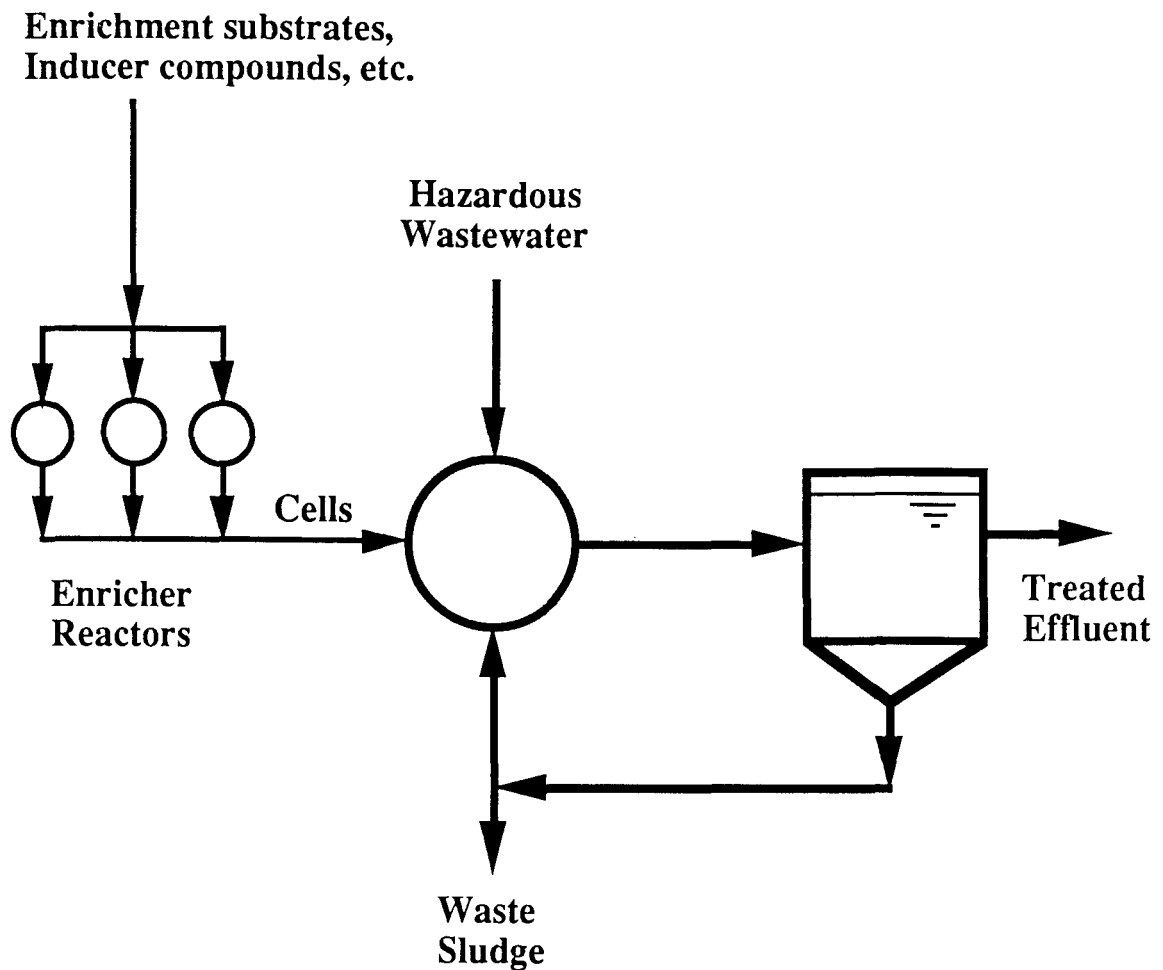 Enrichment substrates,
Inducer compounds, etc.
Hazardous
Wastewater
Cells
Enricher
Reactors
Treated
Effluent
Waste
Sludge